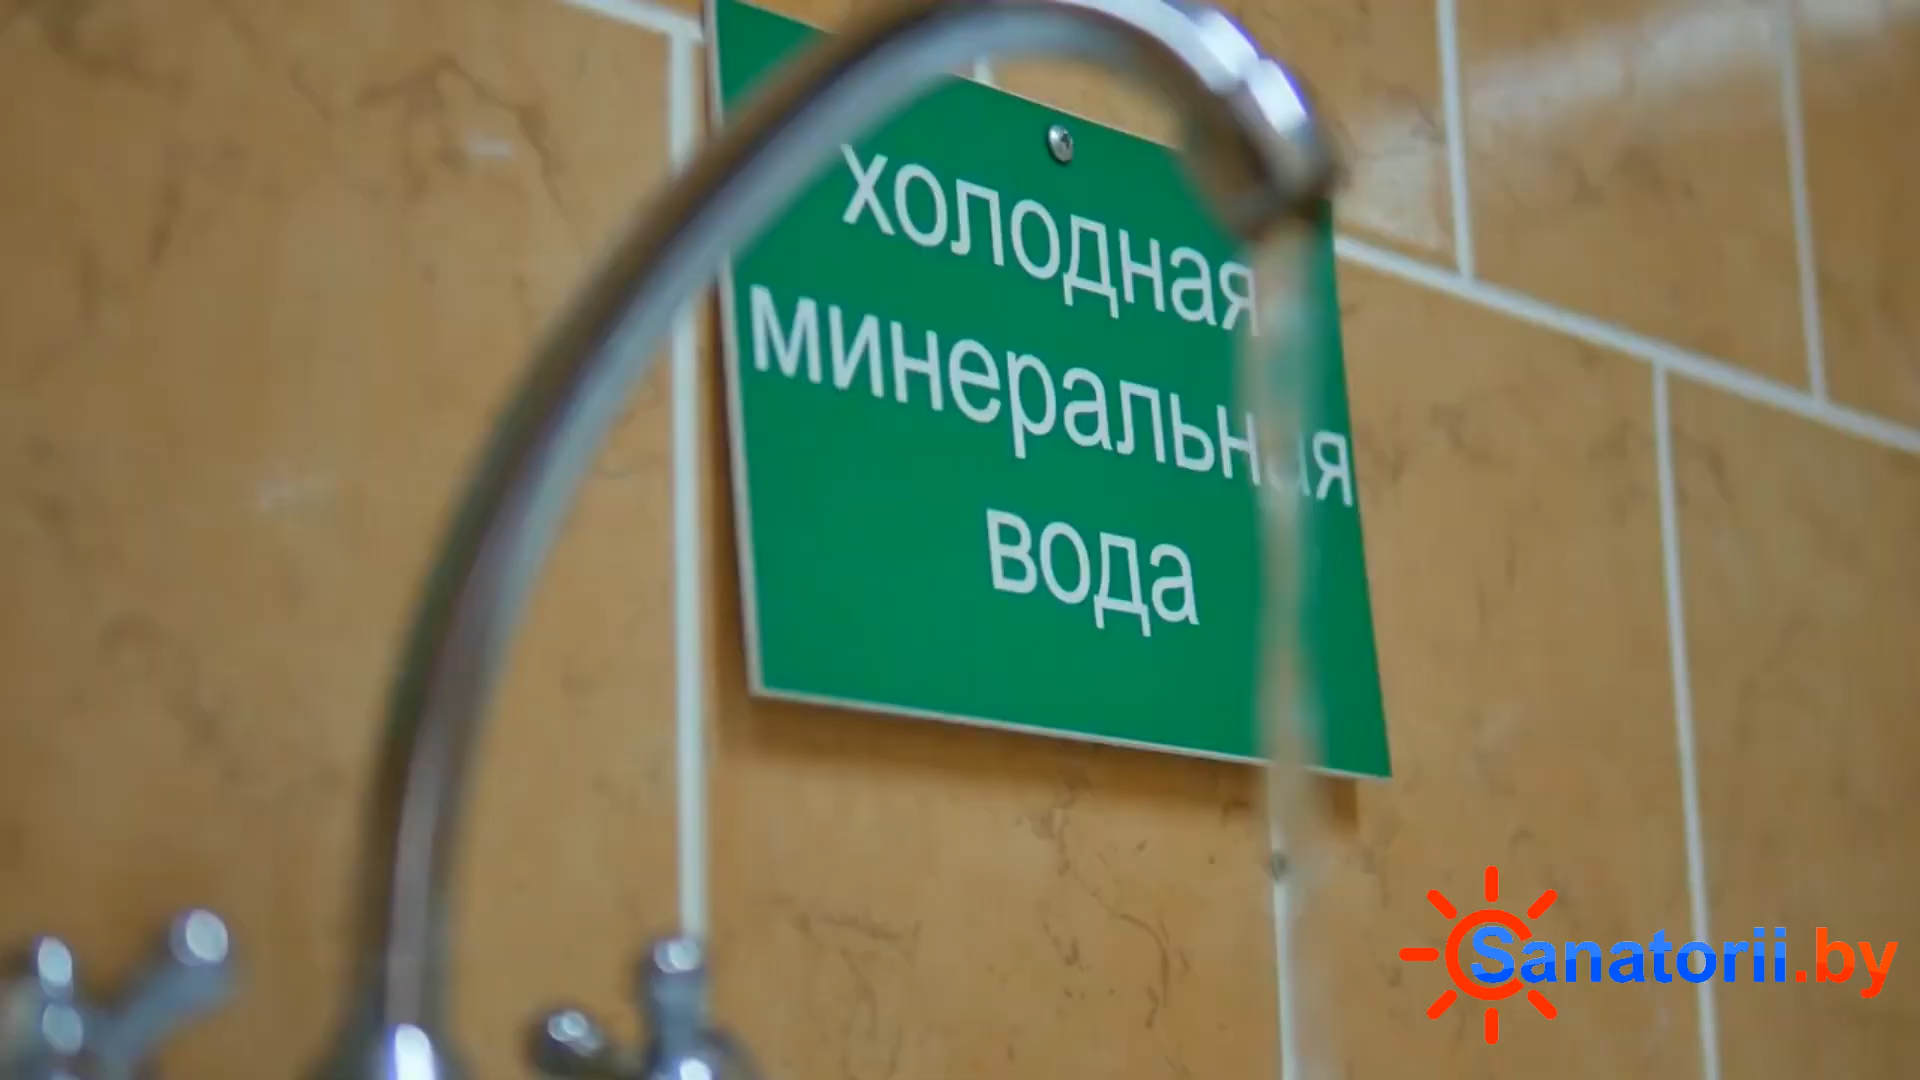 холодная
минеральная
вода
Sanatorii.by